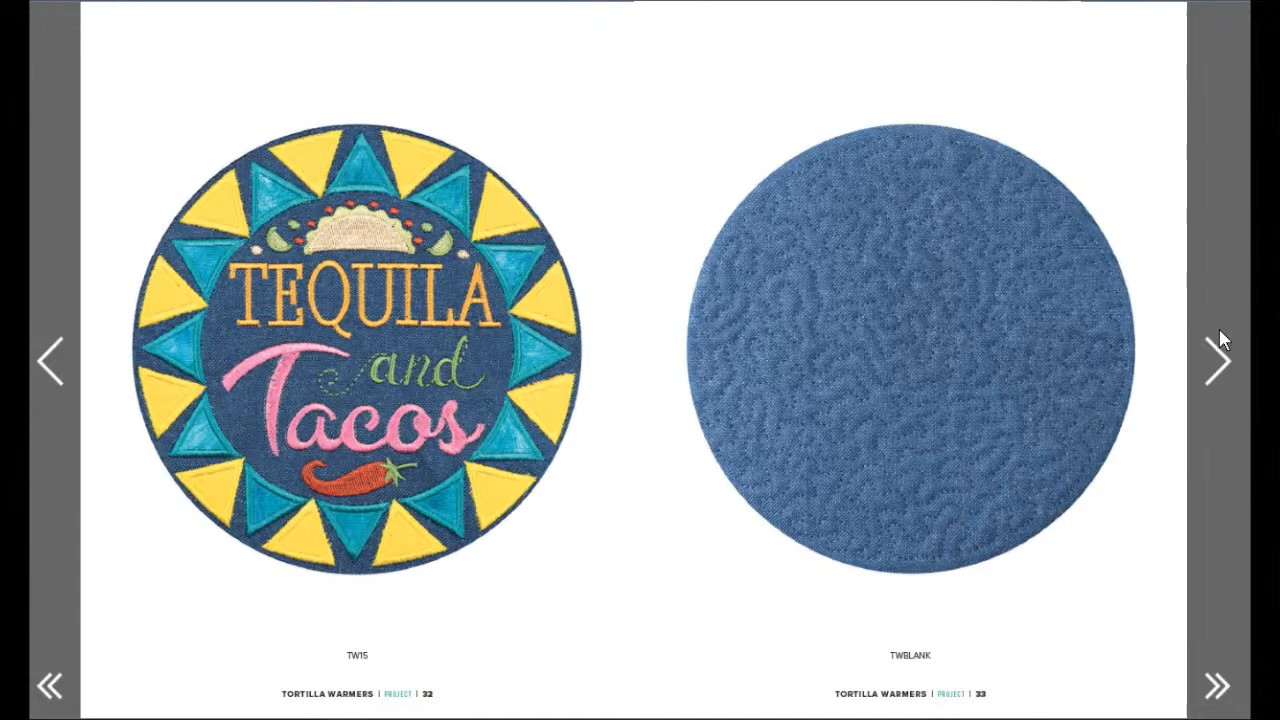 TEQUILA
and
Tacos
TW15
TWBLANK
TORTILLA WARMERS | PROJECT | 32
TORTILLA WARMERS | PROJECT | 33